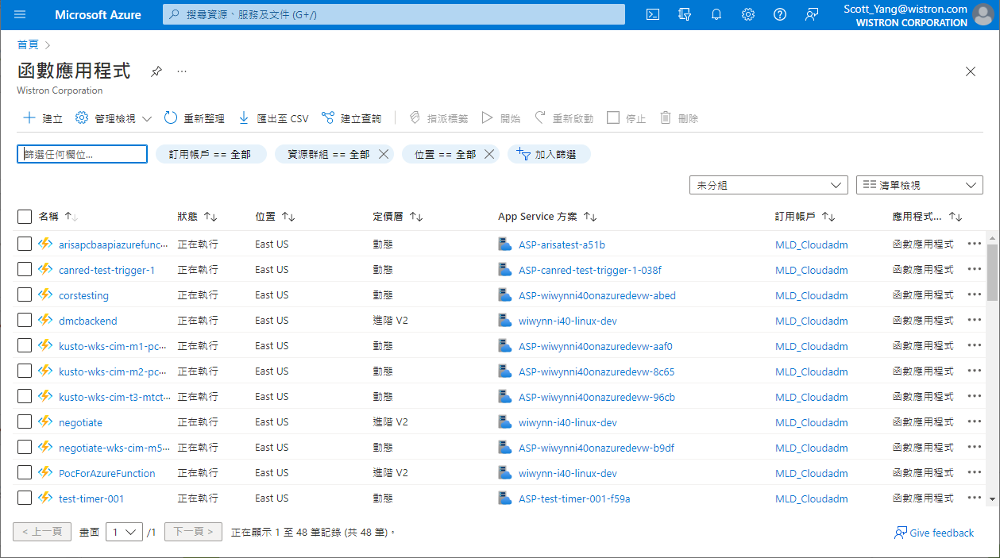 Microsoft Azure
搜尋資源、服務及文件 (G+/)
Scott_Yang@wistron.com
WISTRON CORPORATION
首頁
函數應用程式
Wistron Corporation
建立 管理檢視 重新整理 匯出至 CSV 建立查詢 指派標籤 開始 重新啟動 停止 刪除
篩選任何欄位... 訂用帳戶 == 全部 資源群組 == 全部 位置 == 全部 加入篩選
未分組 清單檢視
名稱 狀態 位置 定價層 App Service 方案 訂用帳戶 應用程式...
arisapcbaapiazurefunc... 正在執行 East US 動態 ASP-arisatest-a51b MLD_Cloudadm 函數應用程式
canred-test-trigger-1 正在執行 East US 動態 ASP-canred-test-trigger-1-038f MLD_Cloudadm 函數應用程式
corstesting 正在執行 East US 動態 ASP-wiwynni40onazuredevw-abed MLD_Cloudadm 函數應用程式
dmcbackend 正在執行 East US 進階 V2 wiwynn-i40-linux-dev MLD_Cloudadm 函數應用程式
kusto-wks-cim-m1-pc... 正在執行 East US 動態 ASP-wiwynni40onazuredevw-aaf0 MLD_Cloudadm 函數應用程式
kusto-wks-cim-m2-pc... 正在執行 East US 動態 ASP-wiwynni40onazuredevw-8c65 MLD_Cloudadm 函數應用程式
kusto-wks-cim-t3-mtct... 正在執行 East US 動態 ASP-wiwynni40onazuredevw-96cb MLD_Cloudadm 函數應用程式
negotiate 正在執行 East US 進階 V2 wiwynn-i40-linux-dev MLD_Cloudadm 函數應用程式
negotiate-wks-cim-m5... 正在執行 East US 動態 ASP-wiwynni40onazuredevw-b9df MLD_Cloudadm 函數應用程式
PocForAzureFunction 正在執行 East US 進階 V2 wiwynn-i40-linux-dev MLD_Cloudadm 函數應用程式
test-timer-001 正在執行 East US 動態 ASP-test-timer-001-f59a MLD_Cloudadm 函數應用程式
< 上一頁 畫面 1 /1 下一頁 > 正在顯示 1 至 48 筆記錄 (共 48 筆)。 Give feedback